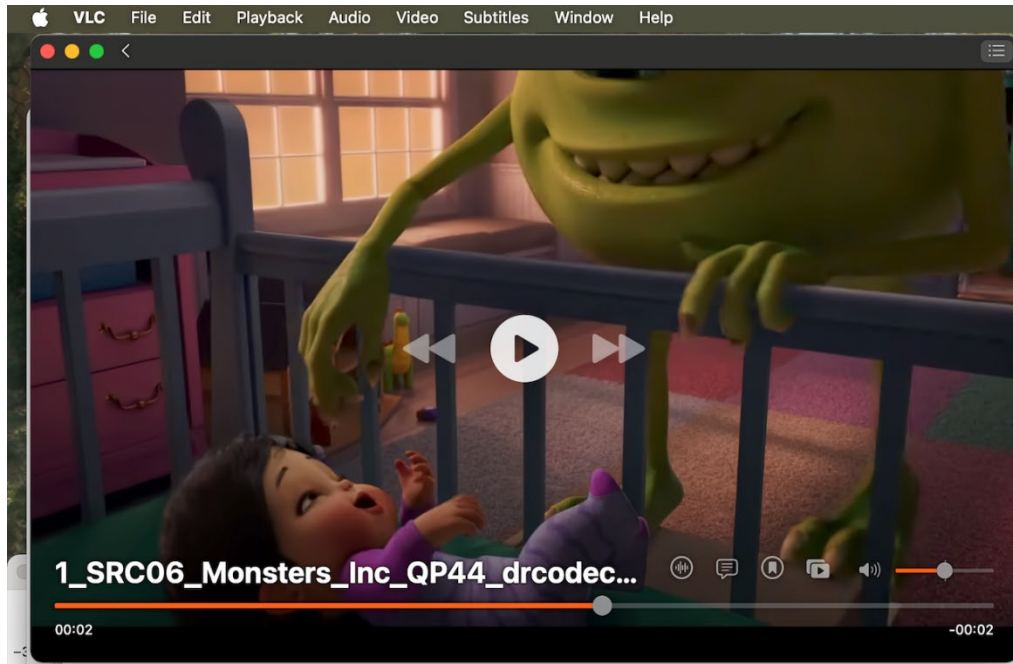 VLC File Edit Playback Audio Video Subtitles Window Help
1_SRC06_Monsters_Inc_QP44_drcodec...
00:02 -00:02